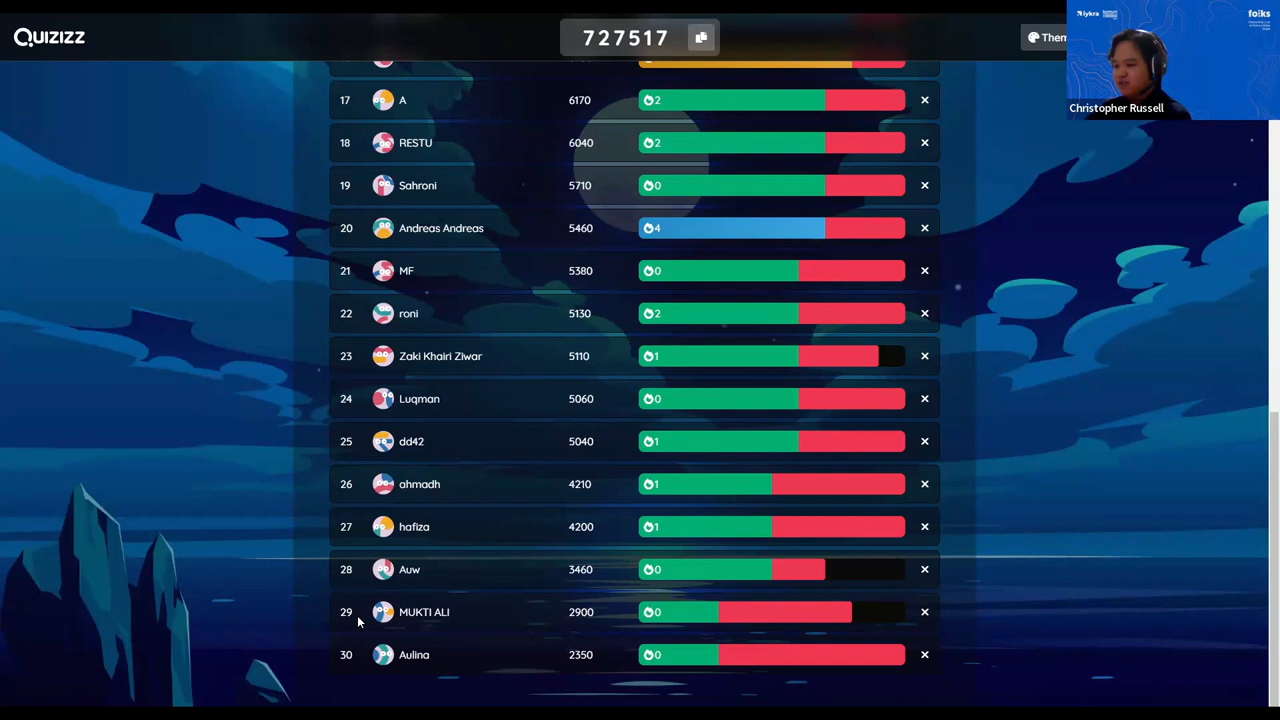 Quizizz
727517
Them
iykra
folks
Christopher Russell
17 A 6170 2
18 RESTU 6040 2
19 Sahroni 5710 0
20 Andreas Andreas 5460 4
21 MF 5380 0
22 roni 5130 2
23 Zaki Khairi Ziwar 5110 1
24 Luqman 5060 0
25 dd42 5040 1
26 ahmadh 4210 1
27 hafiza 4200 1
28 Auw 3460 0
29 MUKTI ALI 2900 0
30 Aulina 2350 0